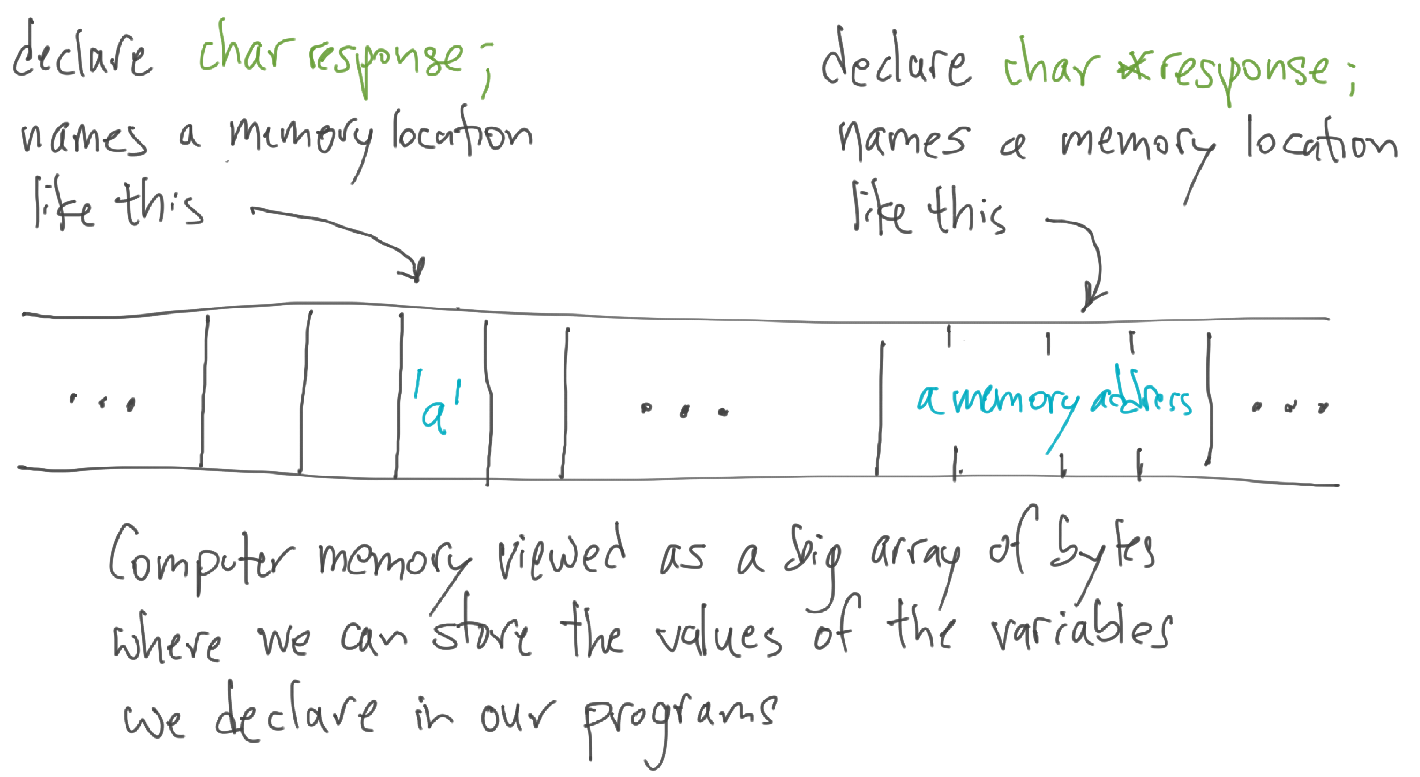 declare char response;
names a memory location
like this
declare char *response;
names a memory location
like this
...
'a'
...
a memory address
...
Computer memory viewed as a big array of bytes
where we can store the values of the variables
we declare in our programs